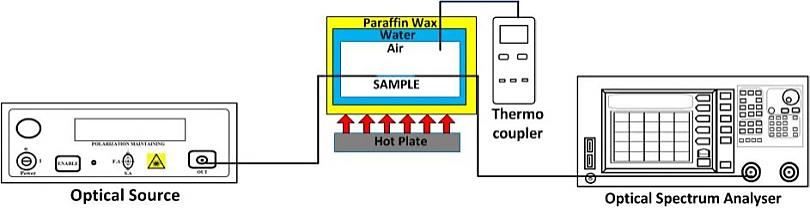 Paraffin Wax
Water
Air
SAMPLE
Hot Plate
Thermo
coupler
POLARIZATION MAINTAINING
I
Power
ENABLE
F.A
S.A
OUT
Optical Source
Optical Spectrum Analyser